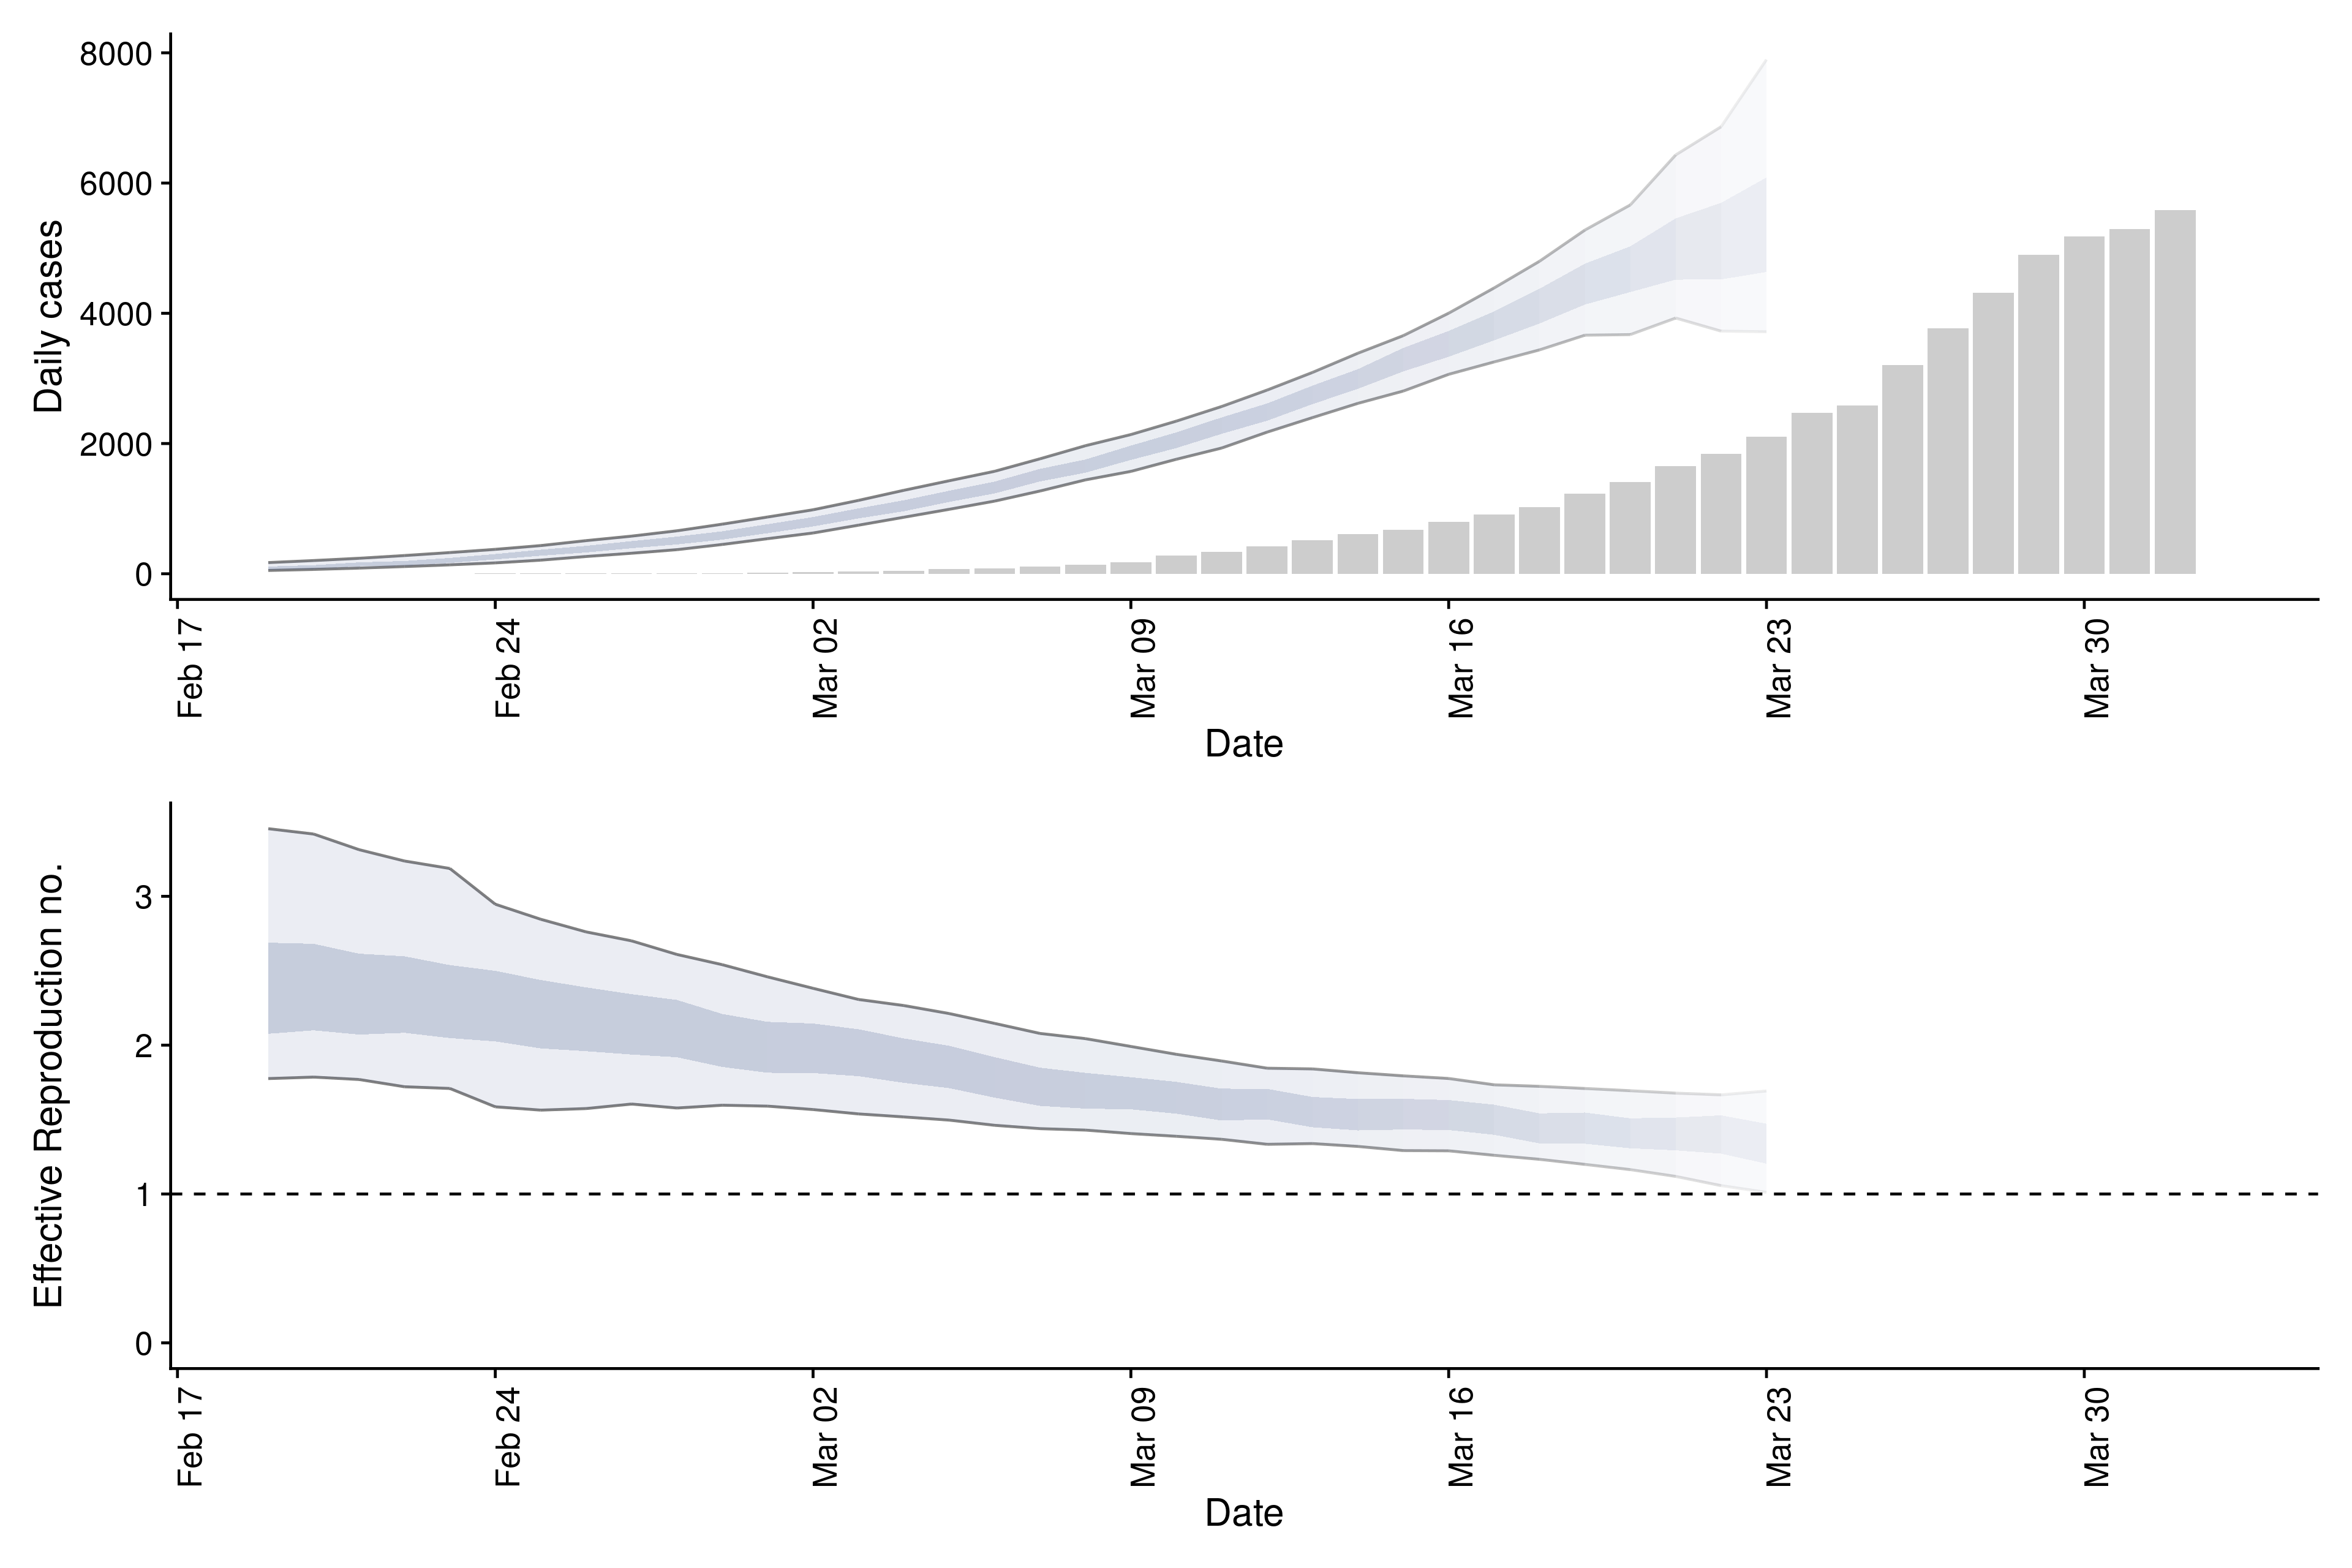 8000
6000
4000
2000
0
Daily cases
Feb 17
Feb 24
Mar 02
Mar 09
Mar 16
Mar 23
Mar 30
Date
3
2
1
0
Effective Reproduction no.
Feb 17
Feb 24
Mar 02
Mar 09
Mar 16
Mar 23
Mar 30
Date